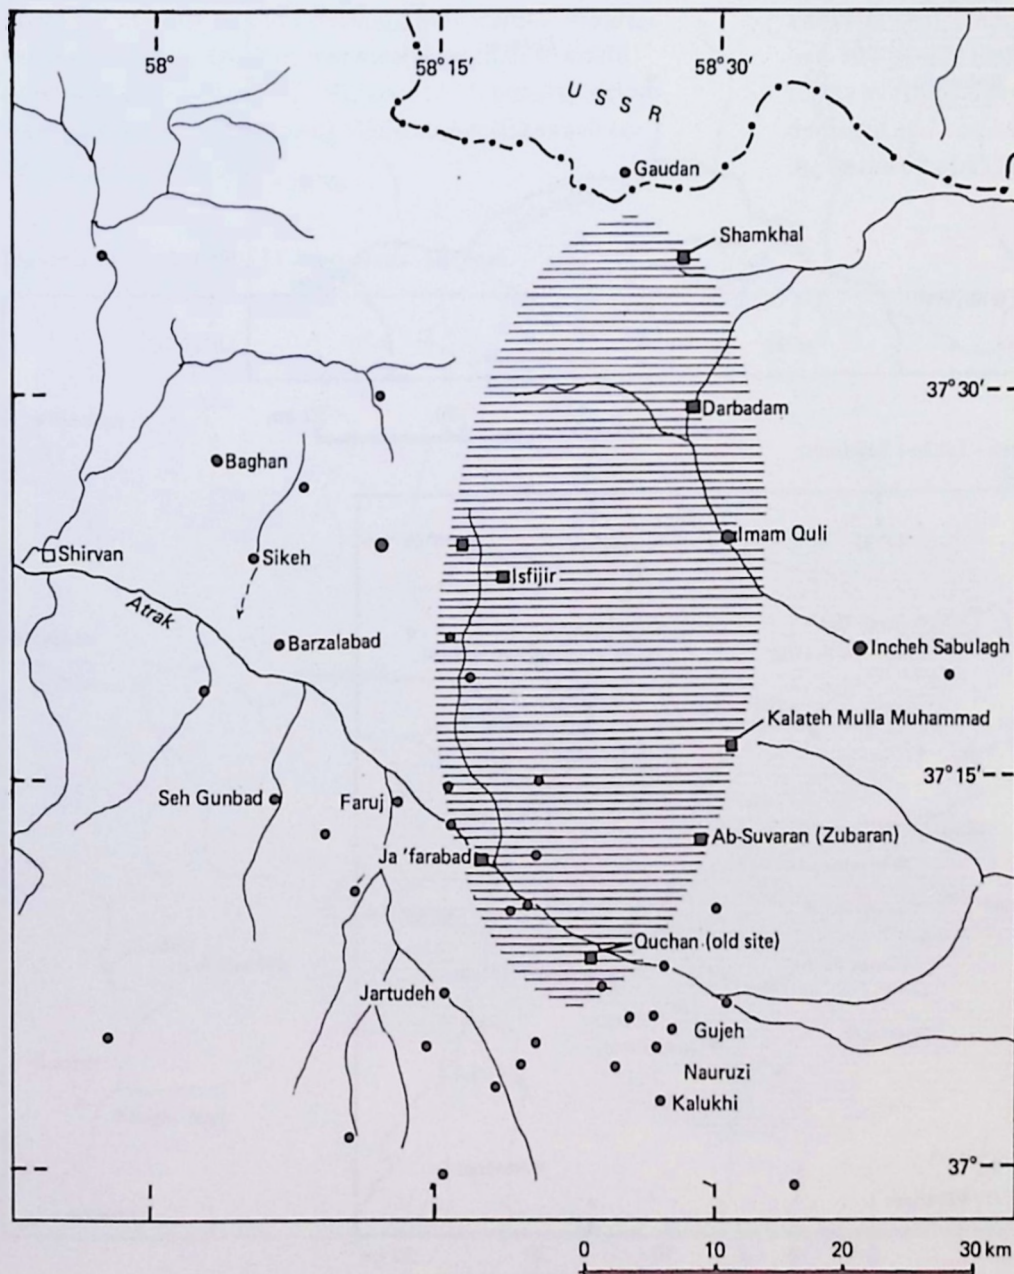 58°
58°15′
58°30′
USSR
Gaudan
Shamkhal
37°30′
Darbadam
Baghan
Imam Quli
Shirvan
Sikeh
Isfijir
Atrak
Barzalabad
Incheh Sabulagh
Kalateh Mulla Muhammad
37°15′
Seh Gunbad
Faruj
Ab-Suvaran (Zubaran)
Ja'farabad
Quchan (old site)
Jartudeh
Gujeh
Nauruzi
Kalukhi
37°
0 10 20 30 km